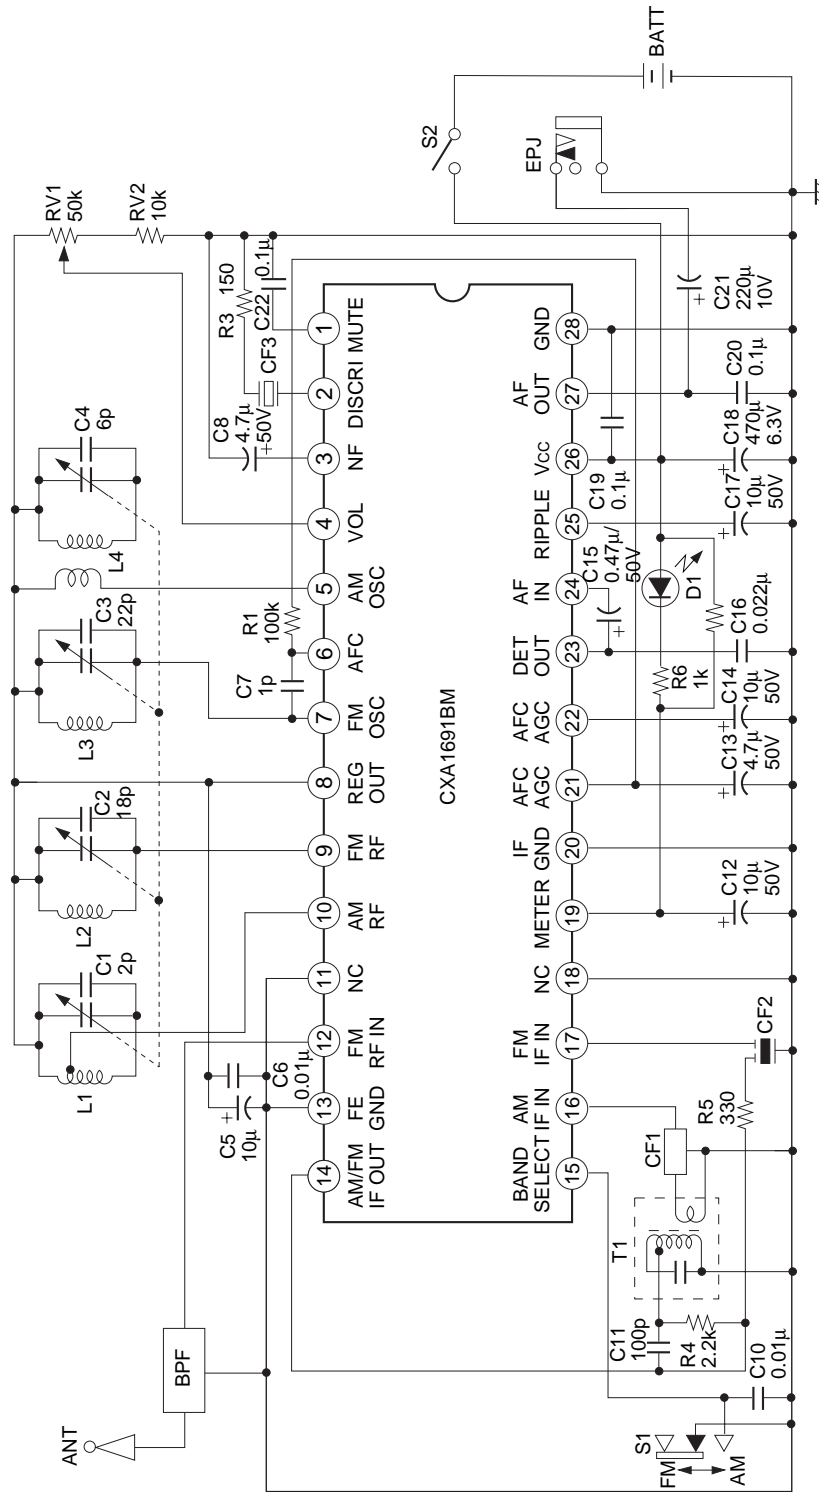 ANT
BPF
L1
C1
2p
L2
C2
18p
L3
C3
22p
L4
C4
6p
RV1
50k
RV2
10k
C5
10µ
C6
0.01µ
C7
1p
R1
100k
C8
4.7µ
50V
CF3
R3
150
C22
0.1µ
CXA1691BM
1
MUTE
2
DISCRI
3
NF
4
VOL
5
AM
OSC
6
AFC
7
FM
OSC
8
REG
OUT
9
FM
RF
10
AM
RF
11
NC
12
FM
RF IN
13
FE
GND
14
AM/FM
IF OUT
15
BAND
SELECT
16
AM
IF IN
17
FM
IF IN
18
NC
19
METER
20
IF
GND
21
AFC
AGC
22
AFC
AGC
23
DET
OUT
24
AF
IN
25
RIPPLE
26
Vcc
27
AF
OUT
28
GND
S1
FM
AM
C10
0.01µ
C11
100p
R4
2.2k
T1
CF1
R5
330
CF2
C12
10µ
50V
C13
4.7µ
50V
C14
10µ
50V
R6
1k
C16
0.022µ
D1
C15
0.47µ/
50V
C17
10µ
50V
C18
470µ
6.3V
C19
0.1µ
C20
0.1µ
C21
220µ
10V
EPJ
S2
BATT